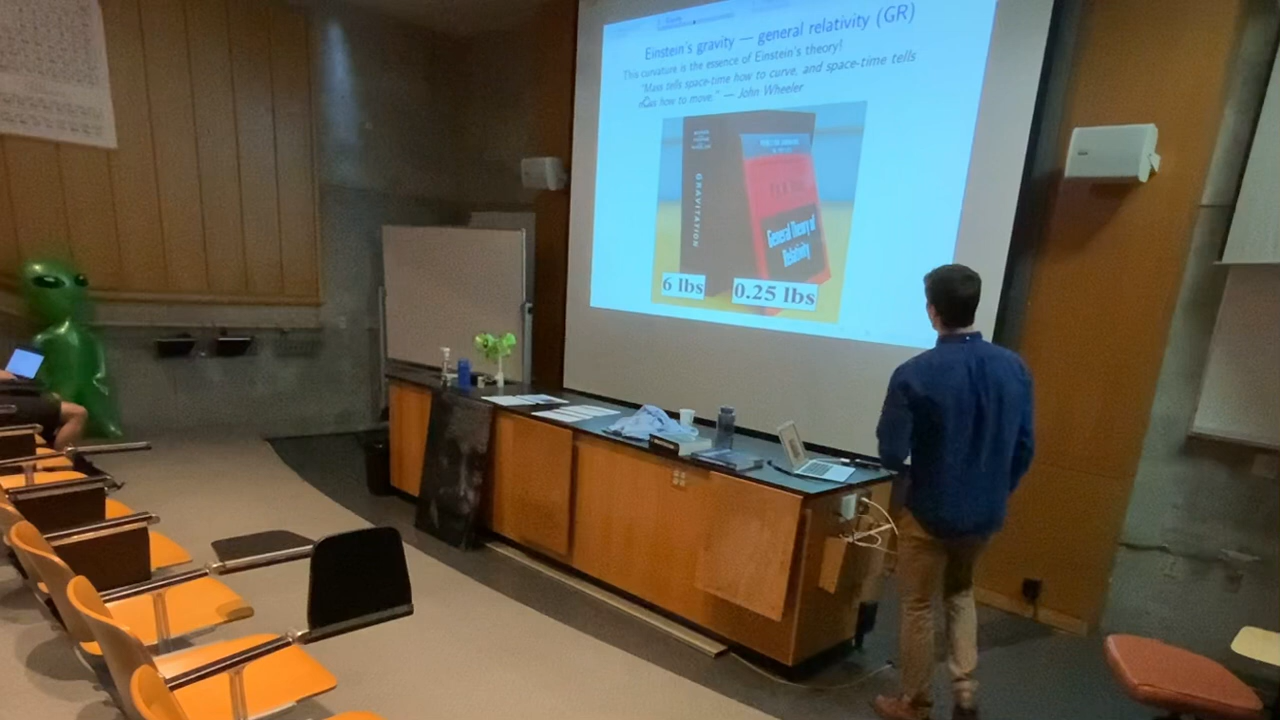 Einstein's gravity — general relativity (GR)
This curvature is the essence of Einstein's theory!
"Mass tells space-time how to curve, and space-time tells
how to move." — John Wheeler
GRAVITATION
General Theory of
Relativity
6 lbs
0.25 lbs